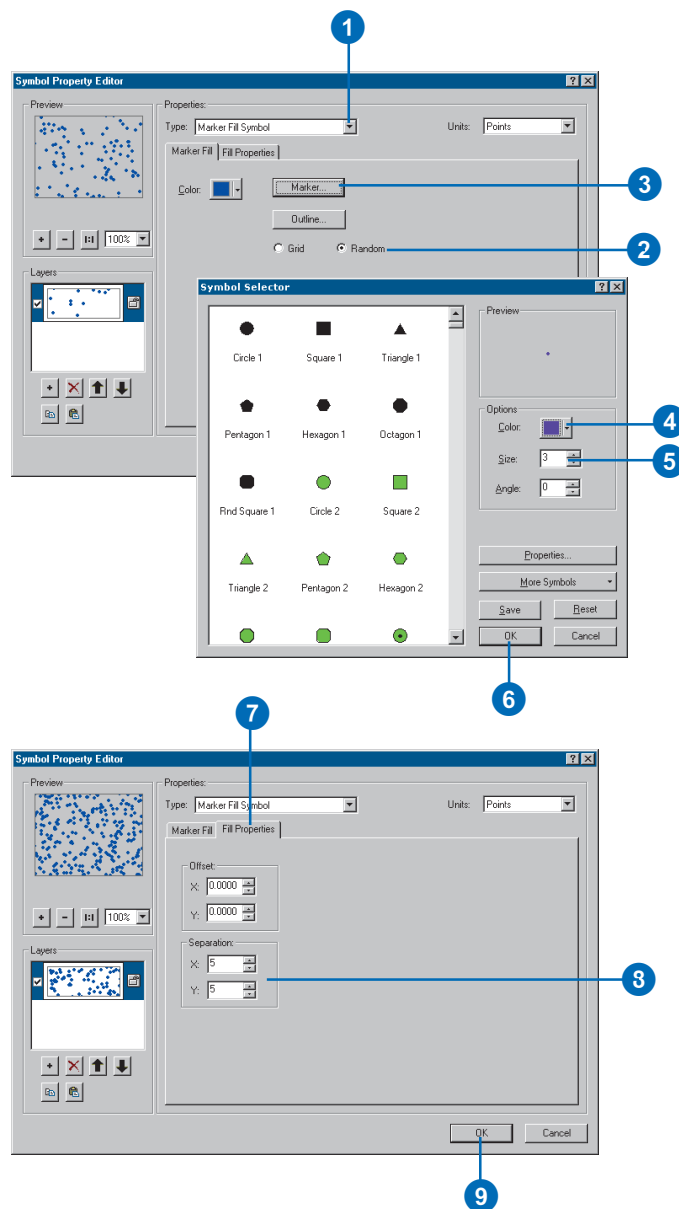 1
Symbol Property Editor
Preview
Properties:
Type: Marker Fill Symbol Units: Points
Marker Fill Fill Properties
Color: Marker... 3
Outline...
+ - 1:1 100% Grid Random 2
Layers
Symbol Selector
Preview
Circle 1 Square 1 Triangle 1
Options
Color: 4
Pentagon 1 Hexagon 1 Octagon 1
Size: 3 5
Angle: 0
Rnd Square 1 Circle 2 Square 2
Properties...
Triangle 2 Pentagon 2 Hexagon 2
More Symbols
Save Reset
OK Cancel
6
7
Symbol Property Editor
Preview
Properties:
Type: Marker Fill Symbol Units: Points
Marker Fill Fill Properties
Offset:
X: 0.0000
Y: 0.0000
+ - 1:1 100%
Separation:
Layers
X: 5
8
Y: 5
OK Cancel
9